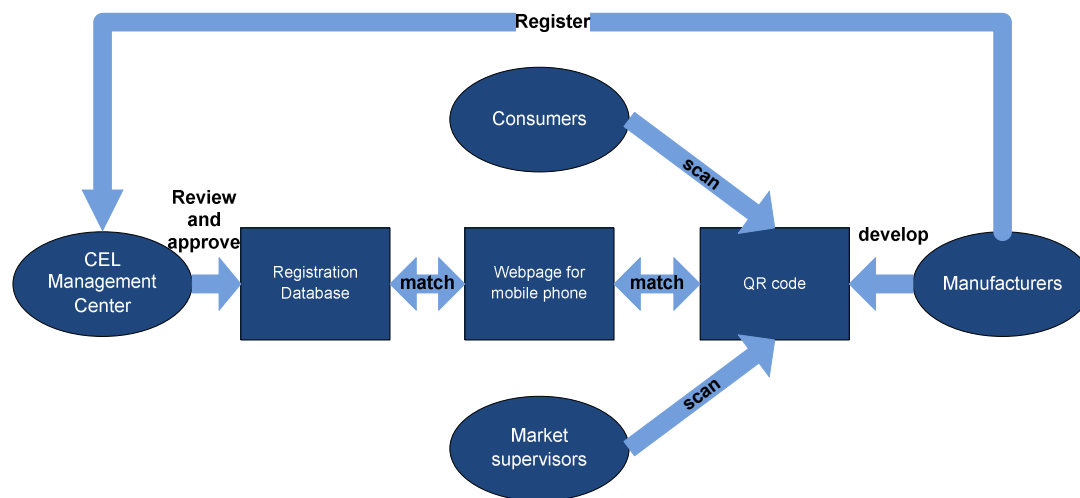 Register
Consumers
scan
Review
and
approve
CEL
Management
Center
Registration
Database
match
Webpage for
mobile phone
match
QR code
develop
Manufacturers
scan
Market
supervisors